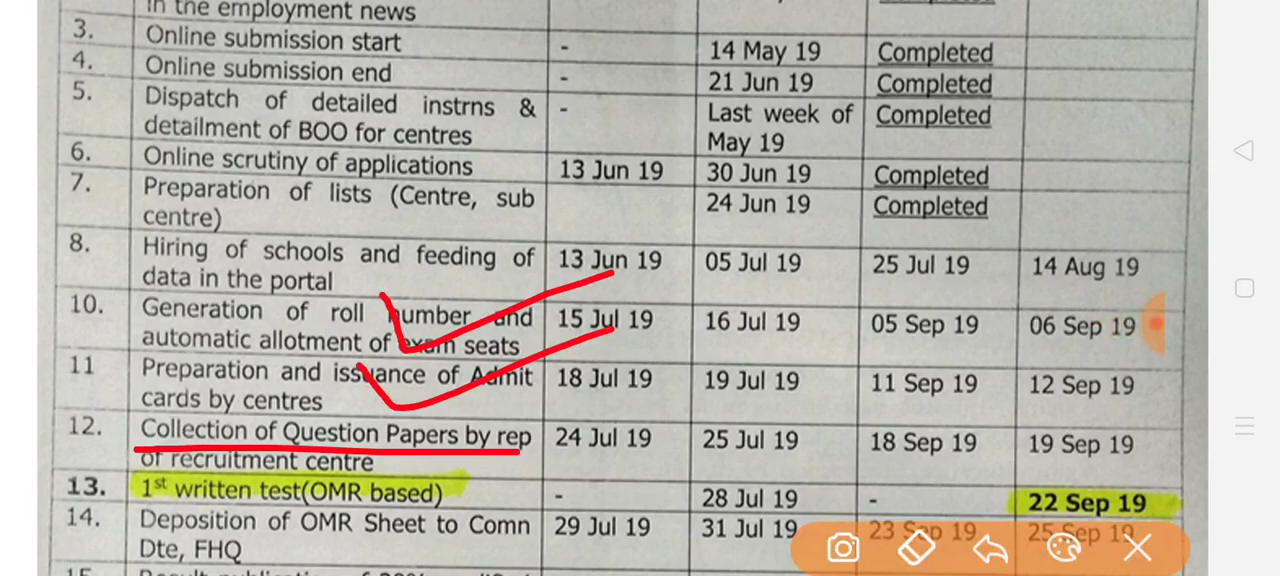 in the employment news
3. Online submission start - 14 May 19 Completed
4. Online submission end - 21 Jun 19 Completed
5. Dispatch of detailed instrns & - Last week of Completed
detailment of BOO for centres May 19
6. Online scrutiny of applications 13 Jun 19 30 Jun 19 Completed
7. Preparation of lists (Centre, sub 24 Jun 19 Completed
centre)
8. Hiring of schools and feeding of 13 Jun 19 05 Jul 19 25 Jul 19 14 Aug 19
data in the portal
10. Generation of roll number and 15 Jul 19 16 Jul 19 05 Sep 19 06 Sep 19
automatic allotment of exam seats
11 Preparation and issuance of Admit 18 Jul 19 19 Jul 19 11 Sep 19 12 Sep 19
cards by centres
12. Collection of Question Papers by rep 24 Jul 19 25 Jul 19 18 Sep 19 19 Sep 19
of recruitment centre
13. 1st written test(OMR based) - 28 Jul 19 - 22 Sep 19
14. Deposition of OMR Sheet to Comn 29 Jul 19 31 Jul 19 23 Sep 19 25 Sep 19
Dte, FHQ